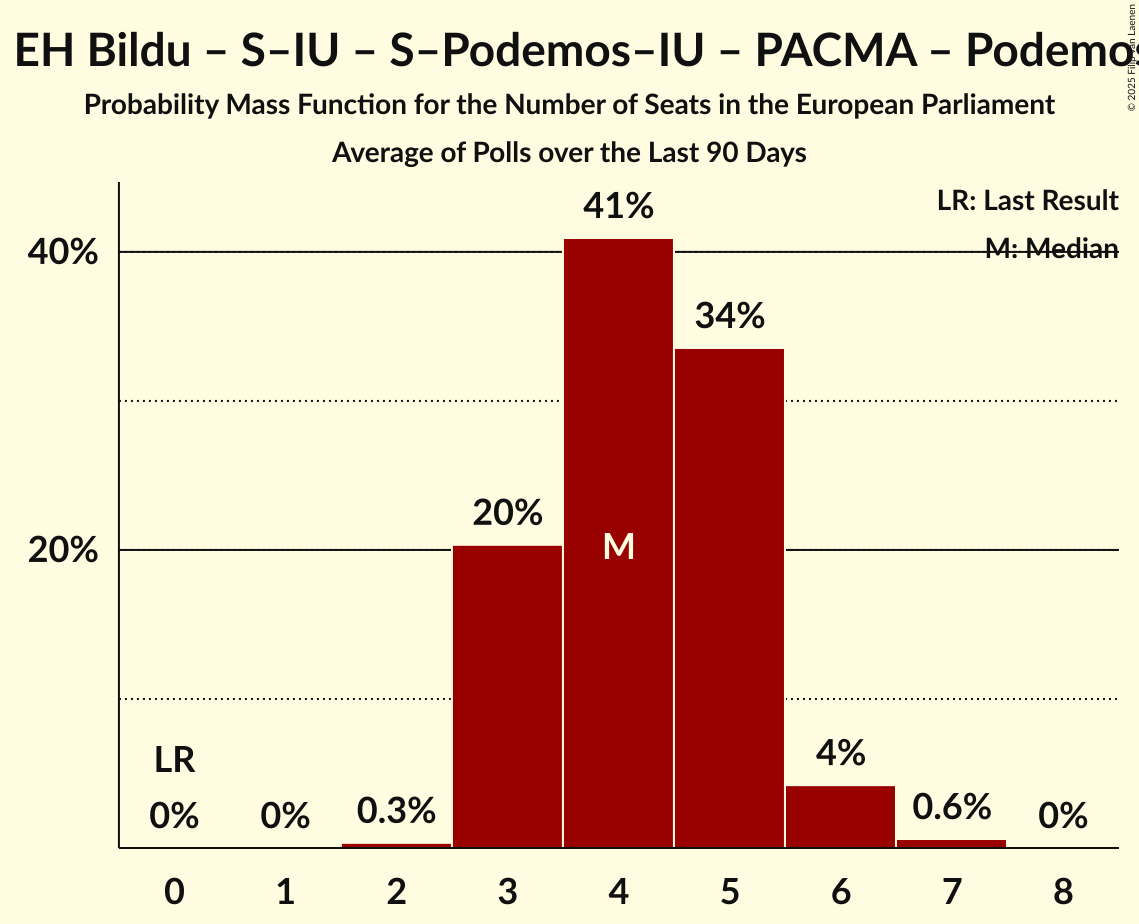 EH Bildu – S–IU – S–Podemos–IU – PACMA – Podemos
Probability Mass Function for the Number of Seats in the European Parliament
Average of Polls over the Last 90 Days
© 2025 Filip van Laenen
LR: Last Result
M: Median
41%
40%
34%
20%
M
20%
LR
4%
0%
0%
0.3%
0.6%
0%
0 1 2 3 4 5 6 7 8